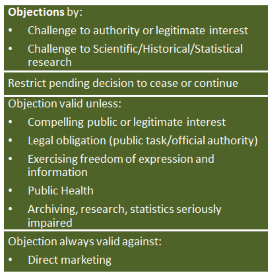 Objections by:
• Challenge to authority or legitimate interest
• Challenge to Scientific/Historical/Statistical
research
Restrict pending decision to cease or continue
Objection valid unless:
• Compelling public or legitimate interest
• Legal obligation (public task/official authority)
• Exercising freedom of expression and
information
• Public Health
• Archiving, research, statistics seriously
impaired
Objection always valid against:
• Direct marketing